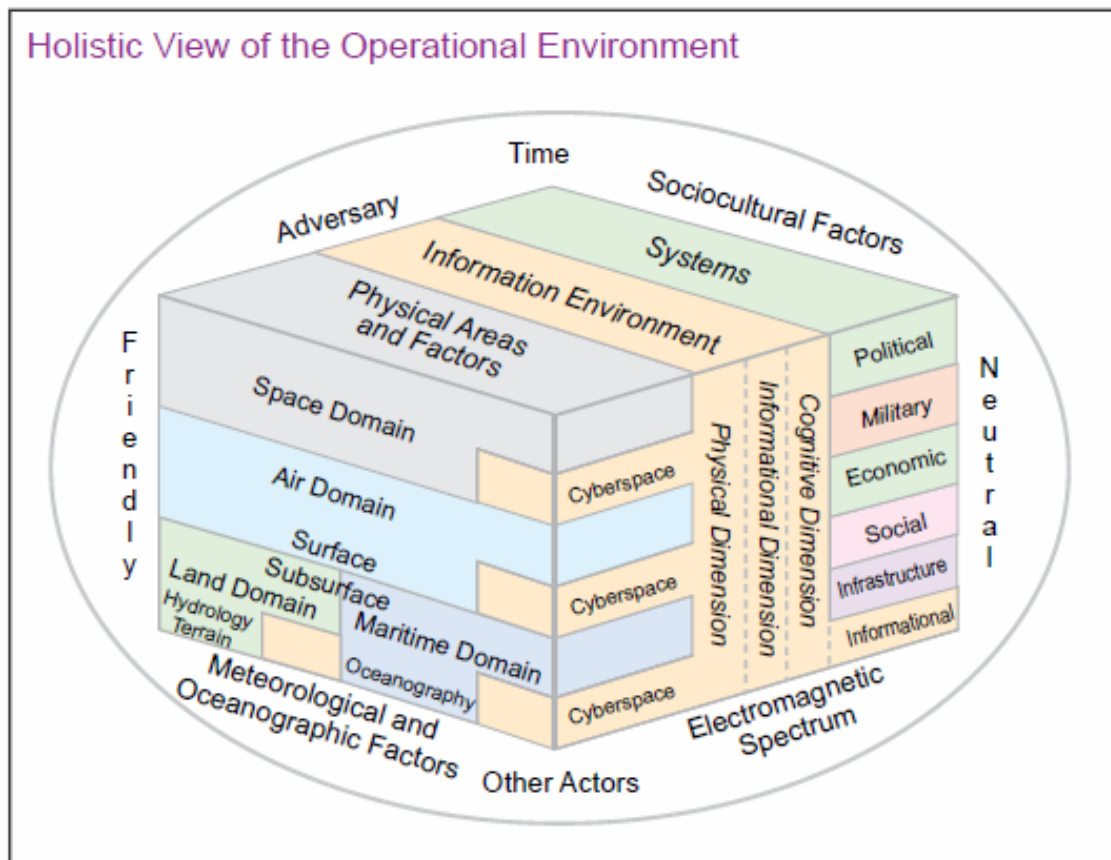 Holistic View of the Operational Environment
Time
Adversary
Sociocultural Factors
Systems
Information Environment
Physical Areas
and Factors
Friendly
Neutral
Space Domain
Air Domain
Surface
Subsurface
Land Domain
Hydrology
Terrain
Maritime Domain
Oceanography
Cyberspace
Cyberspace
Cyberspace
Physical Dimension
Informational Dimension
Cognitive Dimension
Political
Military
Economic
Social
Infrastructure
Informational
Meteorological and
Oceanographic Factors
Electromagnetic
Spectrum
Other Actors